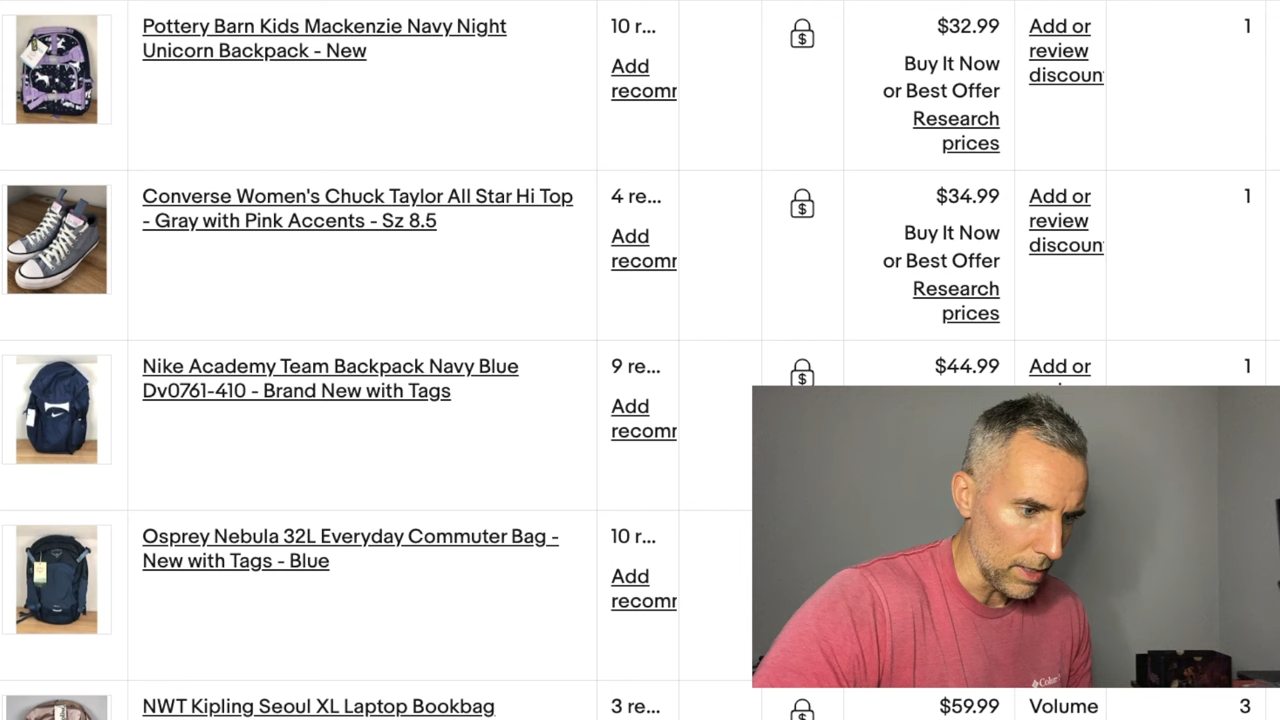 Pottery Barn Kids Mackenzie Navy Night
Unicorn Backpack - New
10 r...
Add
recomr
$
$32.99
Buy It Now
or Best Offer
Research
prices
Add or
review
discoun
1
Converse Women's Chuck Taylor All Star Hi Top
- Gray with Pink Accents - Sz 8.5
4 re...
Add
recomr
$
$34.99
Buy It Now
or Best Offer
Research
prices
Add or
review
discoun
1
Nike Academy Team Backpack Navy Blue
Dv0761-410 - Brand New with Tags
9 re...
Add
recomr
$
$44.99
Add or
1
Osprey Nebula 32L Everyday Commuter Bag -
New with Tags - Blue
10 r...
Add
recomr
NWT Kipling Seoul XL Laptop Bookbag
3 re...
$
$59.99
Volume
3